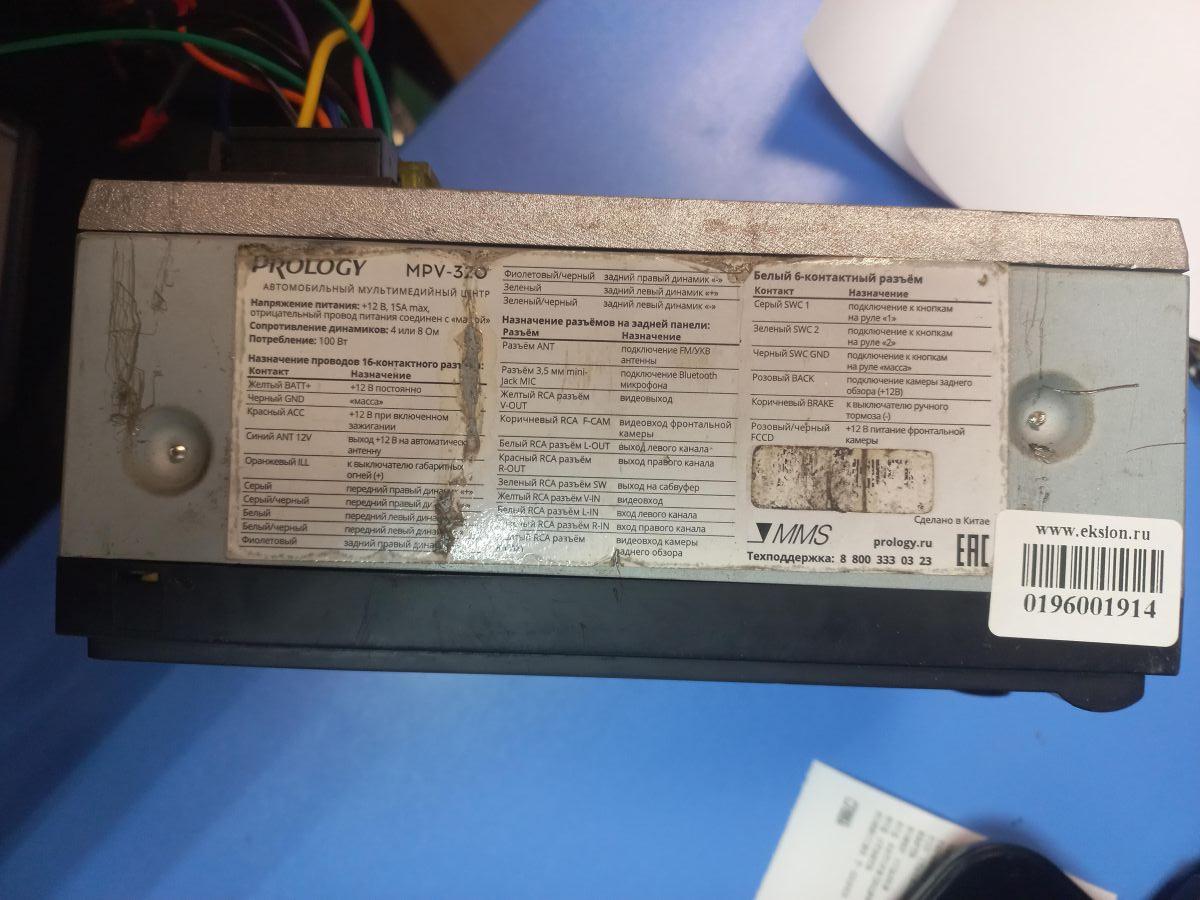 PROLOGY MPV-320
АВТОМОБИЛЬНЫЙ МУЛЬТИМЕДИЙНЫЙ ЦЕНТР
Напряжение питания: +12 В, 15А max,
отрицательный провод питания соединен с «массой»
Сопротивление динамиков: 4 или 8 Ом
Потребление: 100 Вт
Назначение проводов 16-контактного разъема:
Контакт Назначение
Желтый BATT+ +12 В постоянно
Черный GND «масса»
Красный ACC +12 В при включенном
зажигании
Синий ANT 12V выход +12 В на автоматическ
антенну
Оранжевый ILL к выключателю габаритных
огней (+)
Серый передний правый динамик «+»
Серый/черный передний правый
Белый передний левый
Белый/черный передний левый
Фиолетовый задний правый динамик
Фиолетовый/черный задний правый динамик «-»
Зеленый задний левый динамик «+»
Зеленый/черный задний левый динамик «-»
Назначение разъёмов на задней панели:
Разъём Назначение
Разъём ANT подключение FM/УКВ
антенны
Разъём 3,5 мм mini-
Jack MIC подключение Bluetooth
микрофона
Желтый RCA разъём
V-OUT видеовыход
Коричневый RCA F-CAM видеовход фронтальной
камеры
Белый RCA разъём L-OUT выход левого канала
Красный RCA разъём
R-OUT выход правого канала
Зеленый RCA разъём SW выход на сабвуфер
Желтый RCA разъём V-IN видеовход
Белый RCA разъём L-IN вход левого канала
RCA разъём R-IN вход правого канала
RCA разъём видеовход камеры
заднего обзора
Белый 6-контактный разъём
Контакт Назначение
Серый SWC 1 подключение к кнопкам
на руле «1»
Зеленый SWC 2 подключение к кнопкам
на руле «2»
Черный SWC GND подключение к кнопкам
на руле «масса»
Розовый BACK подключение камеры заднего
обзора (+12В)
Коричневый BRAKE к выключателю ручного
тормоза (-)
Розовый/черный
FCCD +12 В питание фронтальной
камеры
Сделано в Китае
MMS prology.ru EAC
Техподдержка: 8 800 333 03 23
www.ekslon.ru
0196001914